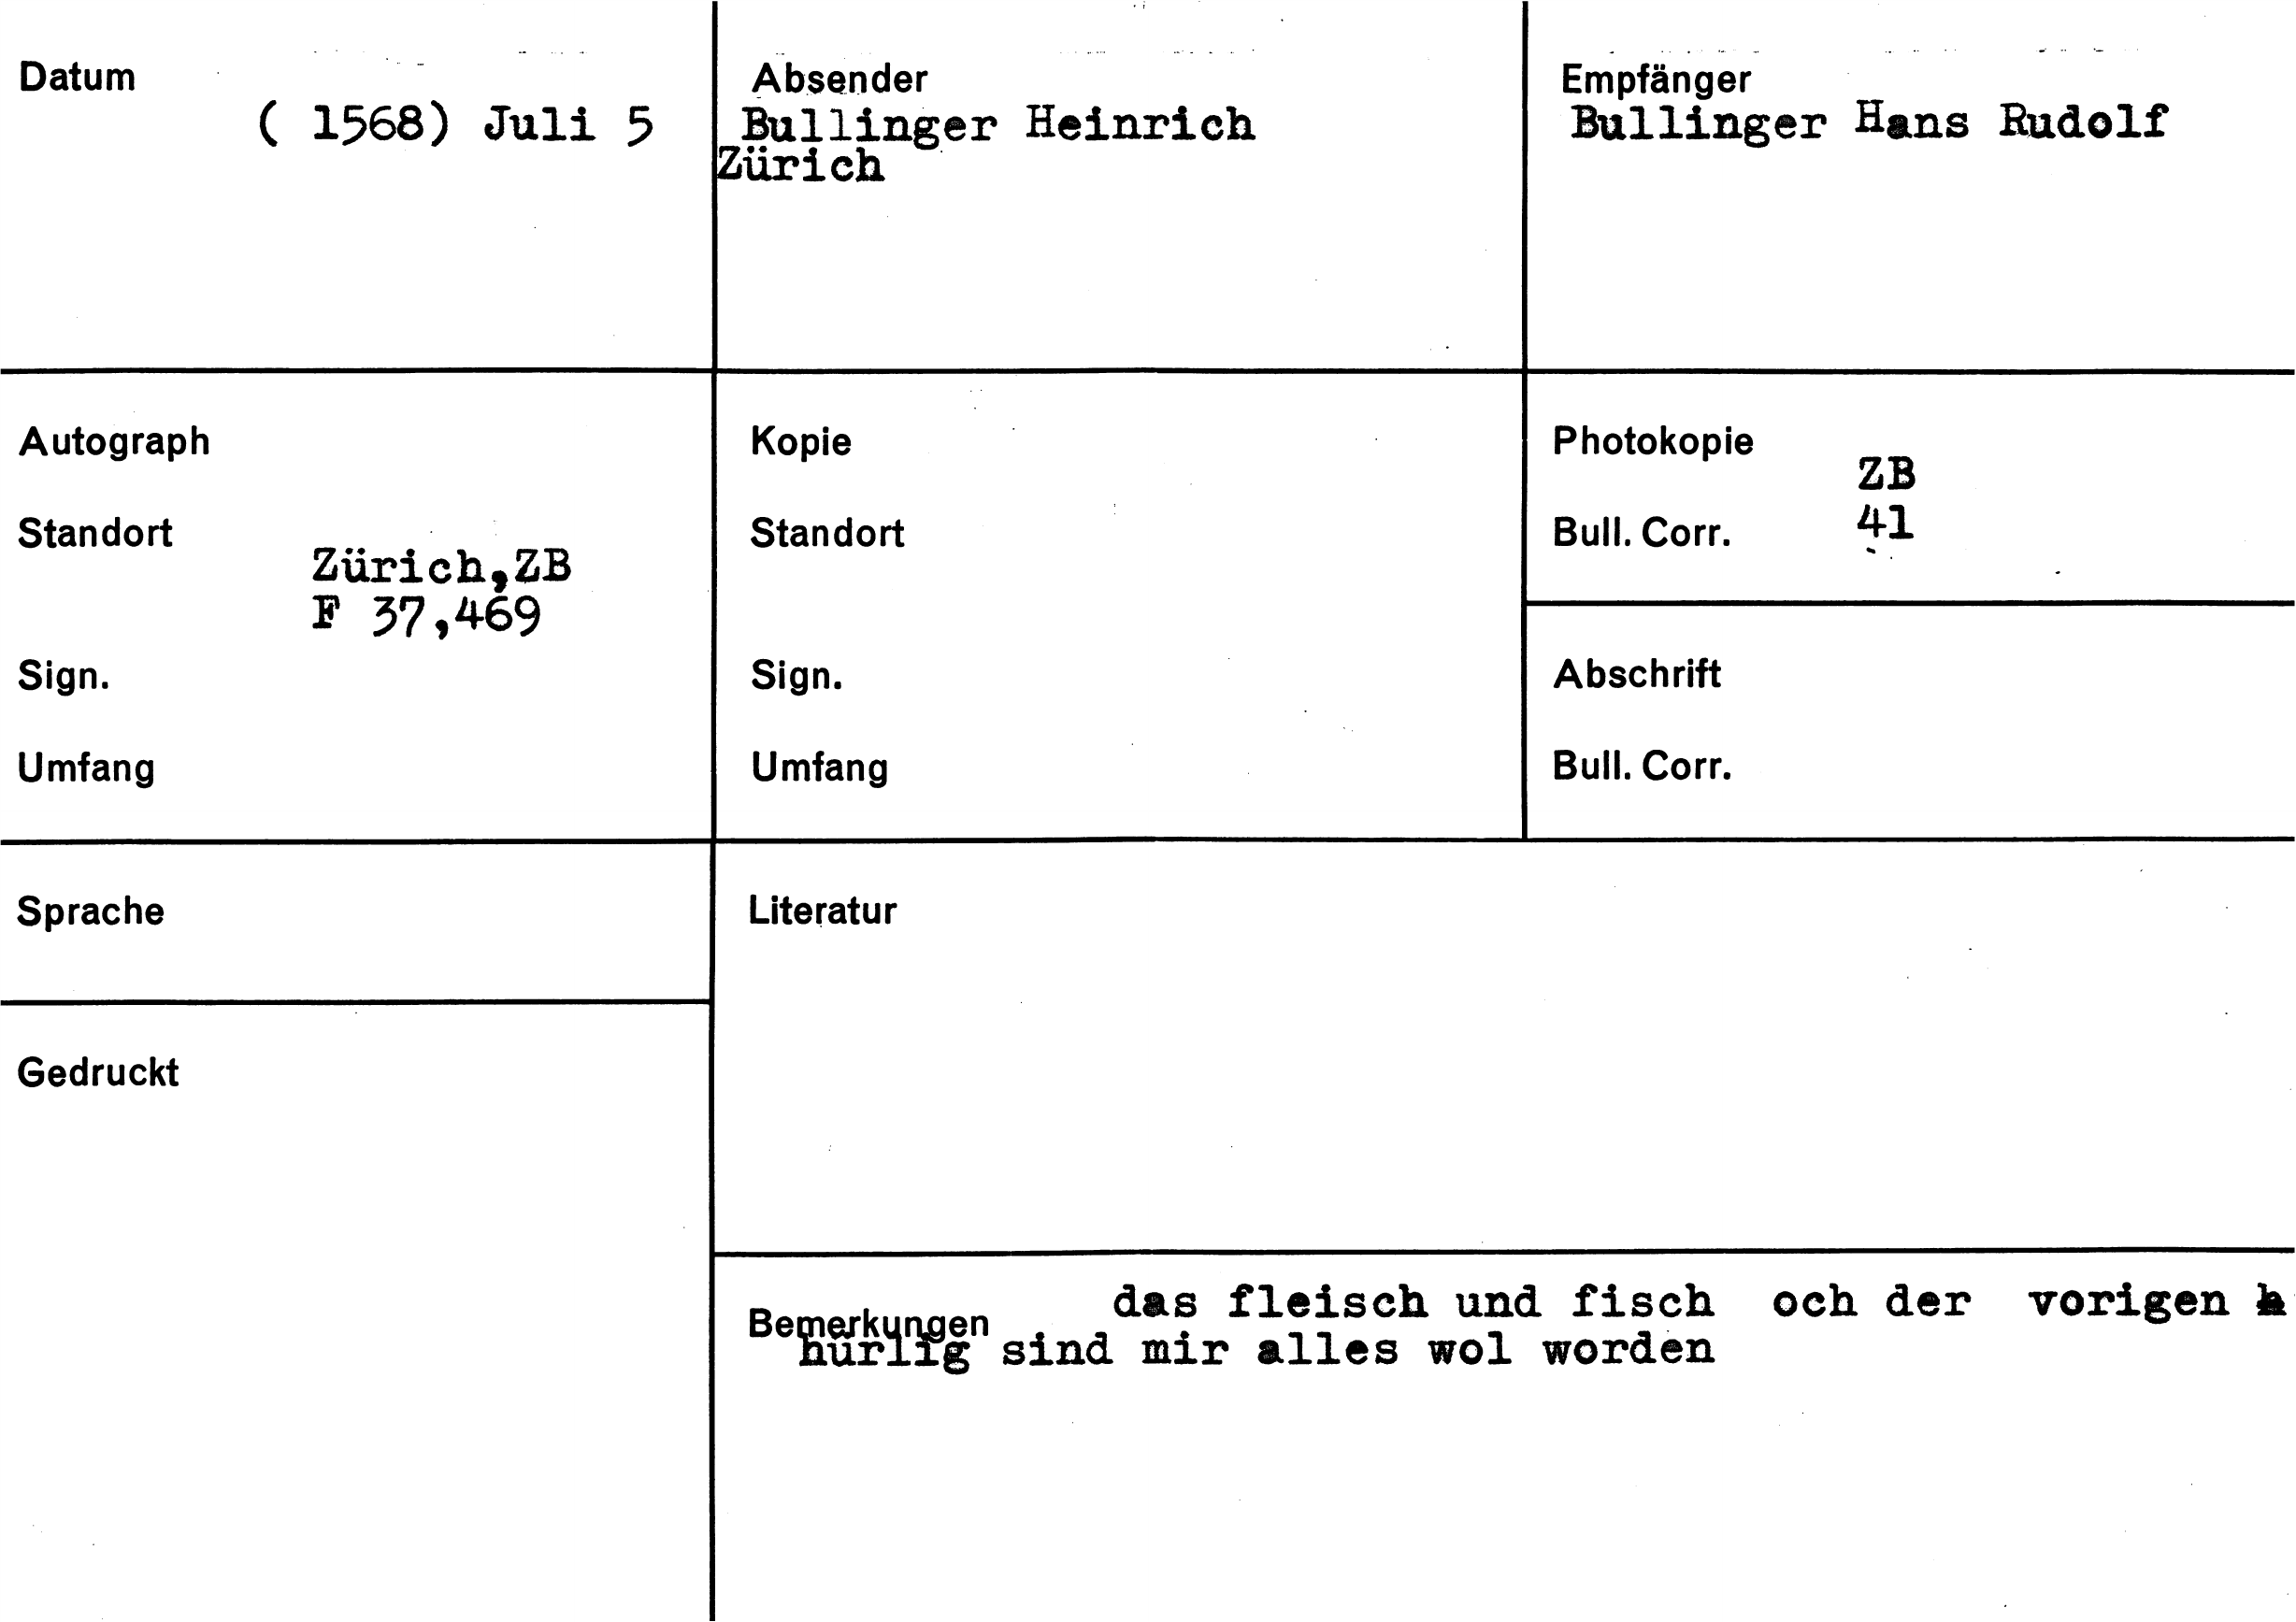 Datum
( 1568) Juli 5
Absender
Bullinger Heinrich
Zürich
Empfänger
Bullinger Hans Rudolf
Autograph
Standort
Zürich,ZB
F 37,469
Sign.
Umfang
Kopie
Standort
Sign.
Umfang
Photokopie
ZB
Bull. Corr.
41
Abschrift
Bull. Corr.
Sprache
Gedruckt
Literatur
Bemerkungen
das fleisch und fisch och der vorigen
hürlig sind mir alles wol worden